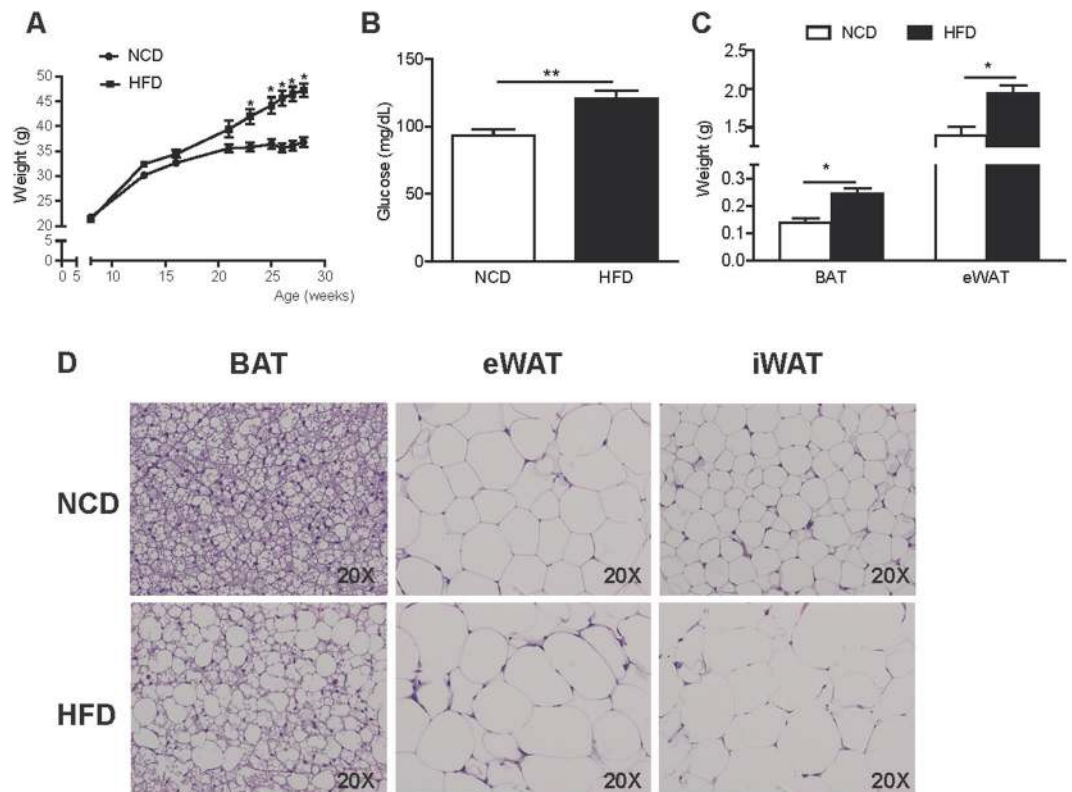 A
NCD
HFD
Weight (g)
50
45
40
35
30
25
20
5
0
0 5 10 15 20 25 30
Age (weeks)
* * * * *
B
Glucose (mg/dL)
150
100
50
0
**
NCD HFD
C
NCD HFD
Weight (g)
2.5
2.0
1.5
0.3
0.2
0.1
0.0
*
*
BAT eWAT
D BAT eWAT iWAT
NCD
20X 20X 20X
HFD
20X 20X 20X